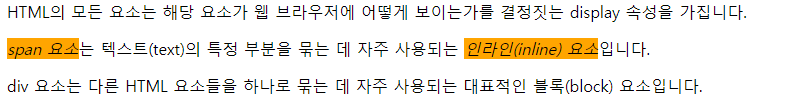 HTML의 모든 요소는 해당 요소가 웹 브라우저에 어떻게 보이는가를 결정짓는 display 속성을 가집니다.
span 요소는 텍스트(text)의 특정 부분을 묶는 데 자주 사용되는 인라인(inline) 요소입니다.
div 요소는 다른 HTML 요소들을 하나로 묶는 데 자주 사용되는 대표적인 블록(block) 요소입니다.